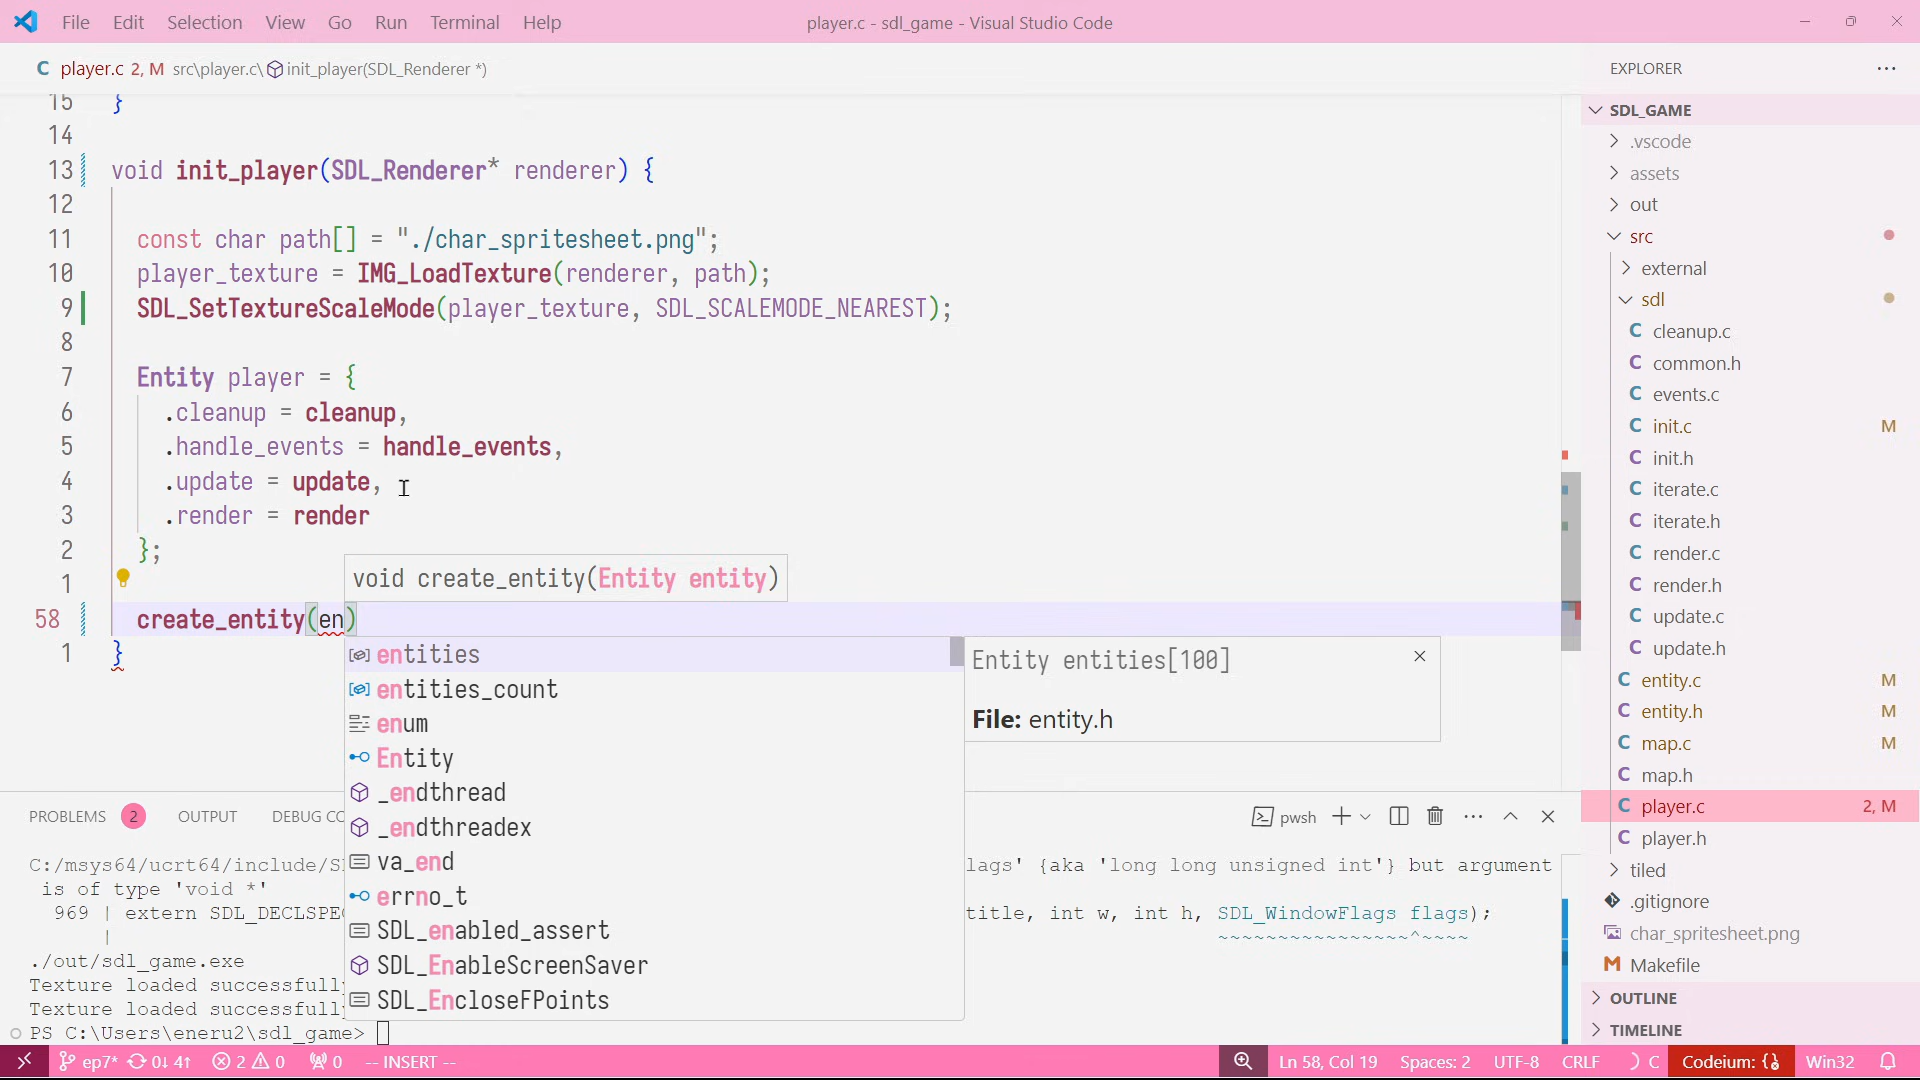 File Edit Selection View Go Run Terminal Help
player.c - sdl_game - Visual Studio Code
C player.c 2, M src\player.c\ init_player(SDL_Renderer *)
15 }
14
13 void init_player(SDL_Renderer* renderer) {
12
11 const char path[] = "./char_spritesheet.png";
10 player_texture = IMG_LoadTexture(renderer, path);
9 SDL_SetTextureScaleMode(player_texture, SDL_SCALEMODE_NEAREST);
8
7 Entity player = {
6 .cleanup = cleanup,
5 .handle_events = handle_events,
4 .update = update,
3 .render = render
2 };
1
void create_entity(Entity entity)
58 create_entity(en)
1 }
entities
entities_count
enum
Entity
_endthread
_endthreadex
va_end
errno_t
SDL_enabled_assert
SDL_EnableScreenSaver
SDL_EncloseFPoints
Entity entities[100]
File: entity.h
PROBLEMS 2 OUTPUT DEBUG CO
pwsh
C:/msys64/ucrt64/include/S lags' {aka 'long long unsigned int'} but argument
is of type 'void *'
969 | extern SDL_DECLSPE title, int w, int h, SDL_WindowFlags flags);
| ~~~~~~~~~~~~~~~~^~~~~
./out/sdl_game.exe
Texture loaded successfull
Texture loaded successfull
PS C:\Users\eneru2\sdl_game>
EXPLORER
SDL_GAME
.vscode
assets
out
src
external
sdl
C cleanup.c
C common.h
C events.c
C init.c M
C init.h
C iterate.c
C iterate.h
C render.c
C render.h
C update.c
C update.h
C entity.c M
C entity.h M
C map.c M
C map.h
C player.c 2, M
C player.h
tiled
.gitignore
char_spritesheet.png
M Makefile
OUTLINE
TIMELINE
ep7* 0↓ 4↑ 2 0 0 -- INSERT --
Ln 58, Col 19 Spaces: 2 UTF-8 CRLF C Codeium: {} Win32